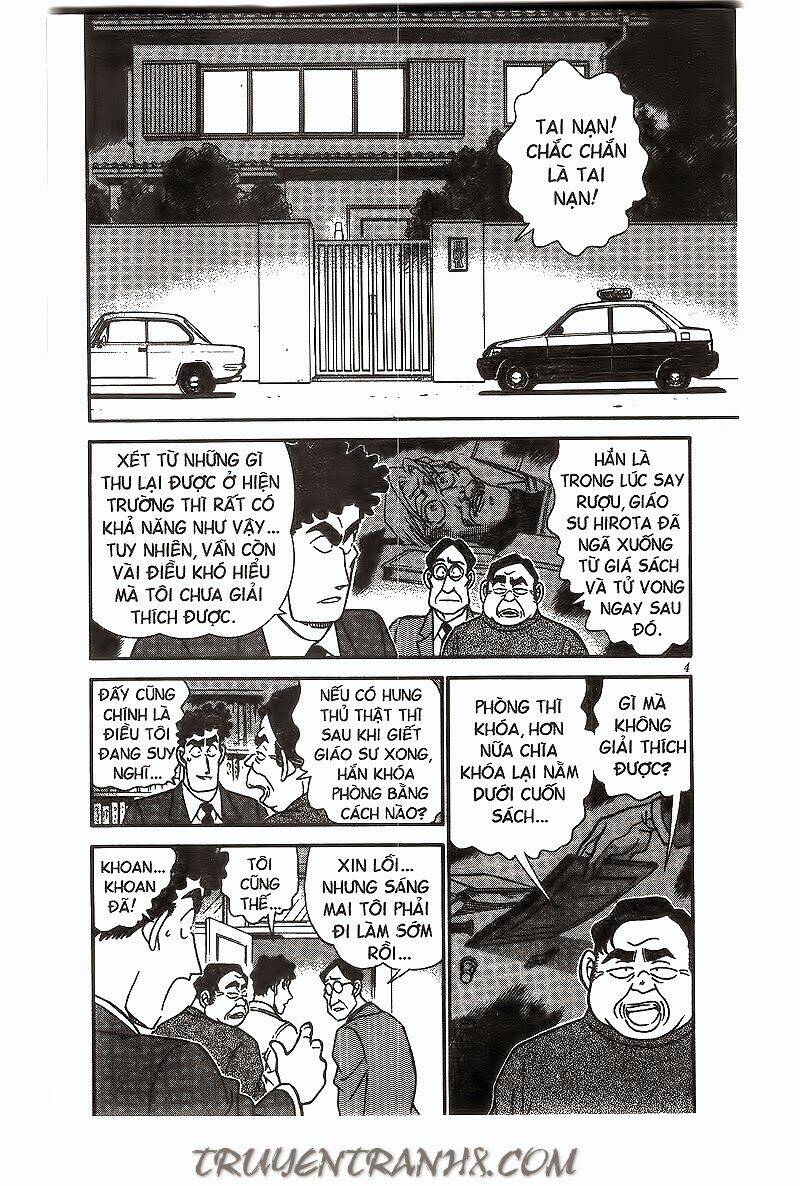 TAI NẠN!
CHẮC CHẮN
LÀ TAI
NẠN!
HẲN LÀ
TRONG LÚC SAY
RƯỢU, GIÁO
SƯ HIROTA ĐÃ
NGÃ XUỐNG
TỪ GIÁ SÁCH
VÀ TỬ VONG
NGAY SAU
ĐÓ.
XÉT TỪ NHỮNG GÌ
THU LẠI ĐƯỢC Ở HIỆN
TRƯỜNG THÌ RẤT CÓ
KHẢ NĂNG NHƯ VẬY...
TUY NHIÊN, VẪN CÒN
VÀI ĐIỀU KHÓ HIỂU
MÀ TÔI CHƯA GIẢI
THÍCH ĐƯỢC.
4
GÌ MÀ
KHÔNG
GIẢI THÍCH
ĐƯỢC?
PHÒNG THÌ
KHÓA, HƠN
NỮA CHÌA
KHÓA LẠI NẰM
DƯỚI CUỐN
SÁCH...
NẾU CÓ HUNG
THỦ THẬT THÌ
SAU KHI GIẾT
GIÁO SƯ XONG,
HẮN KHÓA
PHÒNG BẰNG
CÁCH NÀO?
ĐẤY CŨNG
CHÍNH LÀ
ĐIỀU TÔI
ĐANG SUY
NGHĨ...
XIN LỖI...
NHƯNG SÁNG
MAI TÔI PHẢI
ĐI LÀM SỚM
RỒI...
TÔI
CŨNG
THẾ...
KHOAN...
KHOAN
ĐÃ!
TRUYENTRANH8.COM